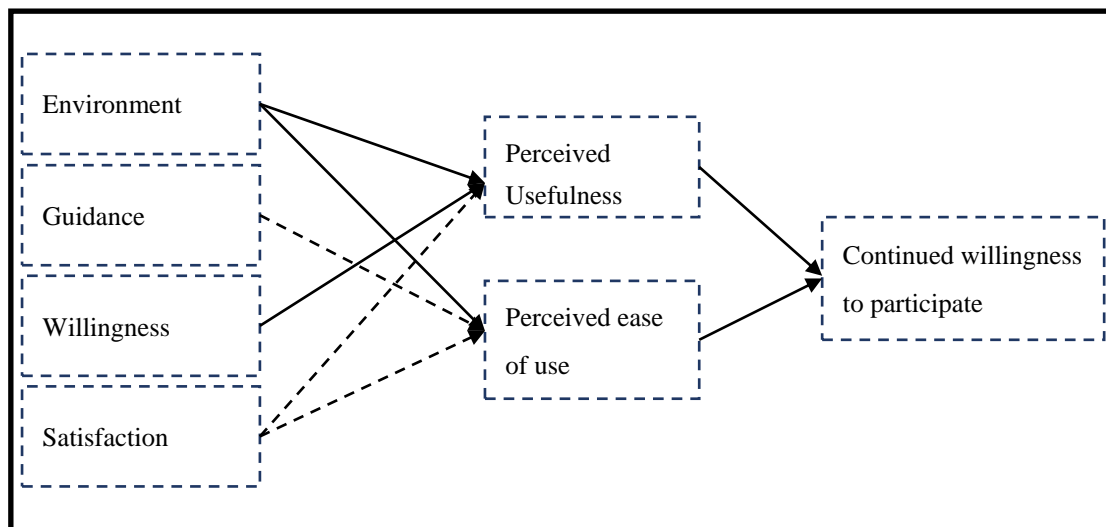 Environment
Guidance
Willingness
Satisfaction
Perceived
Usefulness
Perceived ease
of use
Continued willingness
to participate